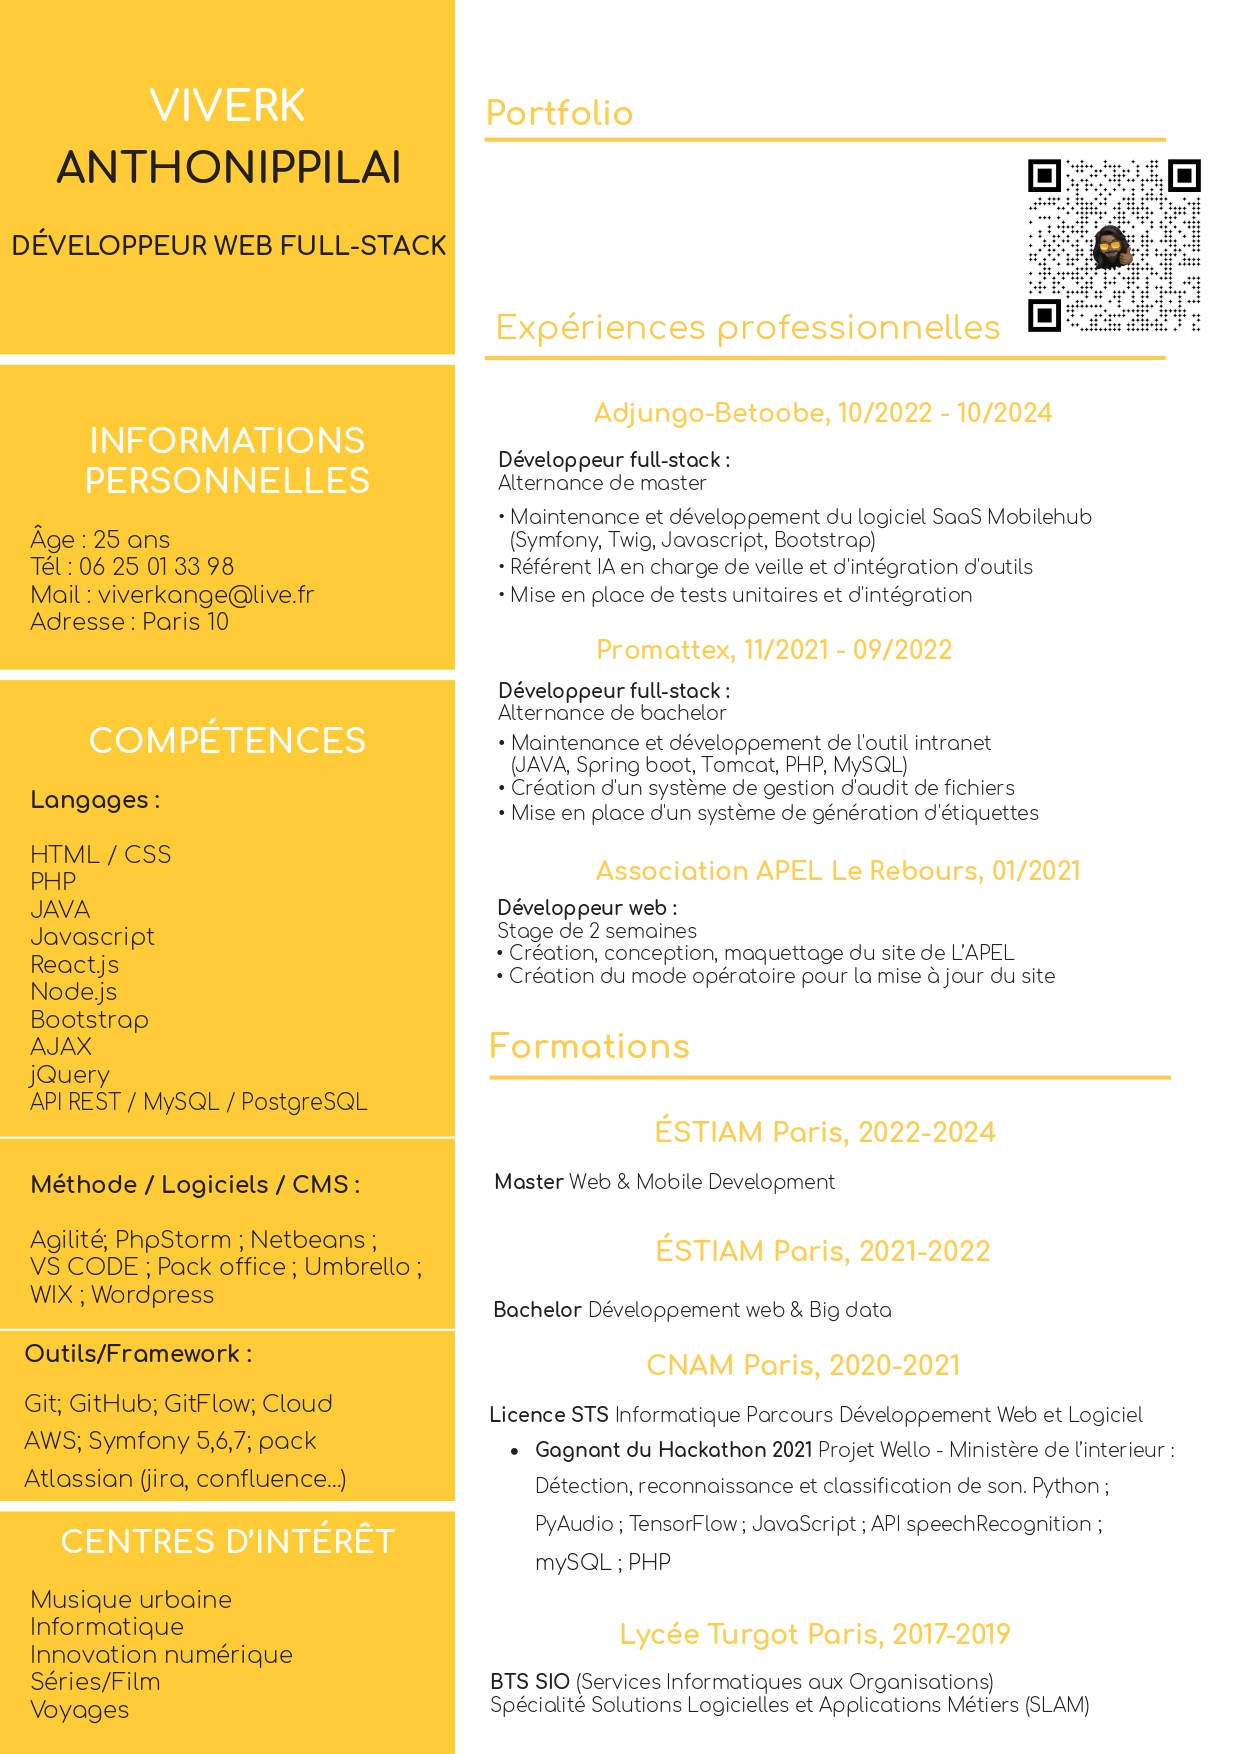 VIVERK
ANTHONIPPILAI
DÉVELOPPEUR WEB FULL-STACK
INFORMATIONS
PERSONNELLES
Âge : 25 ans
Tél : 06 25 01 33 98
Mail : viverkange@live.fr
Adresse : Paris 10
COMPÉTENCES
Langages :
HTML / CSS
PHP
JAVA
Javascript
React.js
Node.js
Bootstrap
AJAX
jQuery
API REST / MySQL / PostgreSQL
Méthode / Logiciels / CMS :
Agilité; PhpStorm ; Netbeans ;
VS CODE ; Pack office ; Umbrello ;
WIX ; Wordpress
Outils/Framework :
Git; GitHub; GitFlow; Cloud
AWS; Symfony 5,6,7; pack
Atlassian (jira, confluence...)
CENTRES D’INTÉRÊT
Musique urbaine
Informatique
Innovation numérique
Séries/Film
Voyages
Portfolio
Expériences professionnelles
Adjungo-Betoobe, 10/2022 - 10/2024
Développeur full-stack :
Alternance de master
• Maintenance et développement du logiciel SaaS Mobilehub
(Symfony, Twig, Javascript, Bootstrap)
• Référent IA en charge de veille et d'intégration d'outils
• Mise en place de tests unitaires et d'intégration
Promattex, 11/2021 - 09/2022
Développeur full-stack :
Alternance de bachelor
• Maintenance et développement de l'outil intranet
(JAVA, Spring boot, Tomcat, PHP, MySQL)
• Création d'un système de gestion d'audit de fichiers
• Mise en place d'un système de génération d'étiquettes
Association APEL Le Rebours, 01/2021
Développeur web :
Stage de 2 semaines
• Création, conception, maquettage du site de L’APEL
• Création du mode opératoire pour la mise à jour du site
Formations
ÉSTIAM Paris, 2022-2024
Master Web & Mobile Development
ÉSTIAM Paris, 2021-2022
Bachelor Développement web & Big data
CNAM Paris, 2020-2021
Licence STS Informatique Parcours Développement Web et Logiciel
• Gagnant du Hackathon 2021 Projet Wello - Ministère de l’interieur :
Détection, reconnaissance et classification de son. Python ;
PyAudio ; TensorFlow ; JavaScript ; API speechRecognition ;
mySQL ; PHP
Lycée Turgot Paris, 2017-2019
BTS SIO (Services Informatiques aux Organisations)
Spécialité Solutions Logicielles et Applications Métiers (SLAM)